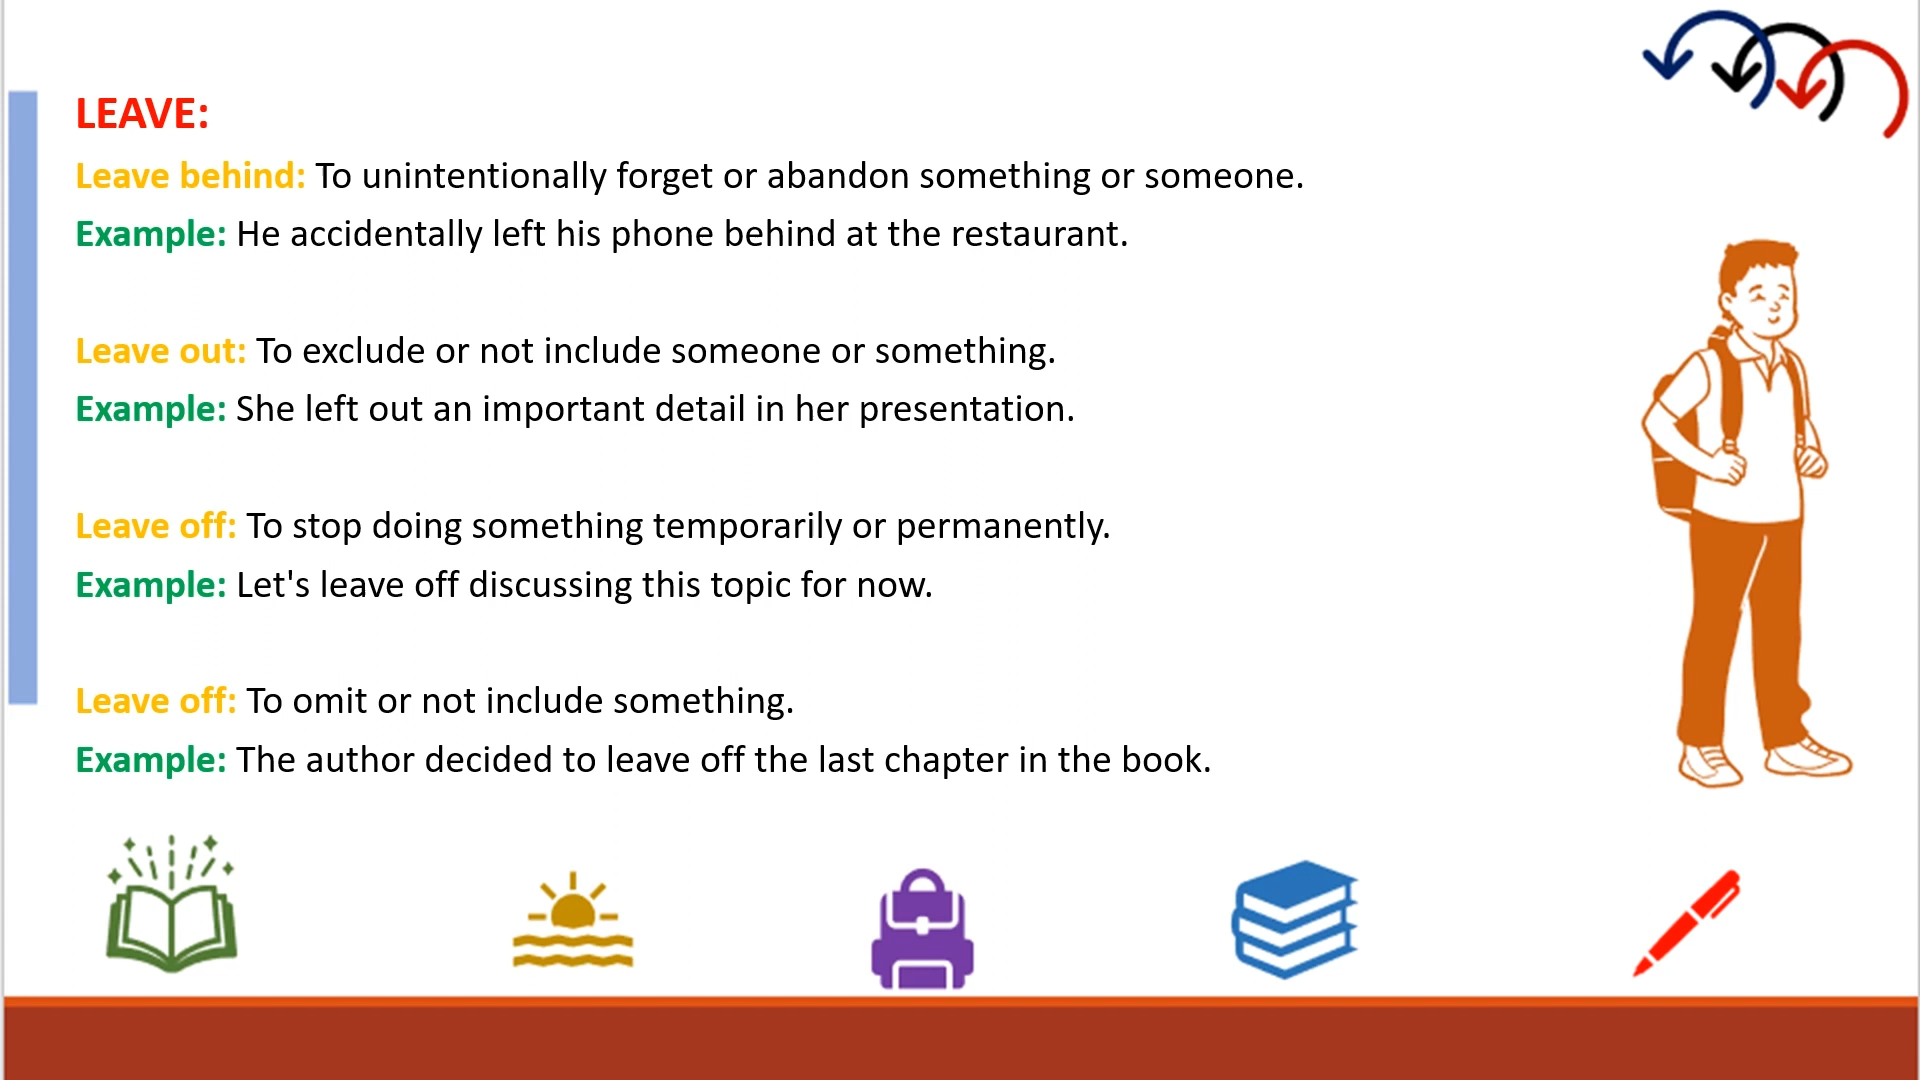 LEAVE:
Leave behind: To unintentionally forget or abandon something or someone.
Example: He accidentally left his phone behind at the restaurant.
Leave out: To exclude or not include someone or something.
Example: She left out an important detail in her presentation.
Leave off: To stop doing something temporarily or permanently.
Example: Let's leave off discussing this topic for now.
Leave off: To omit or not include something.
Example: The author decided to leave off the last chapter in the book.